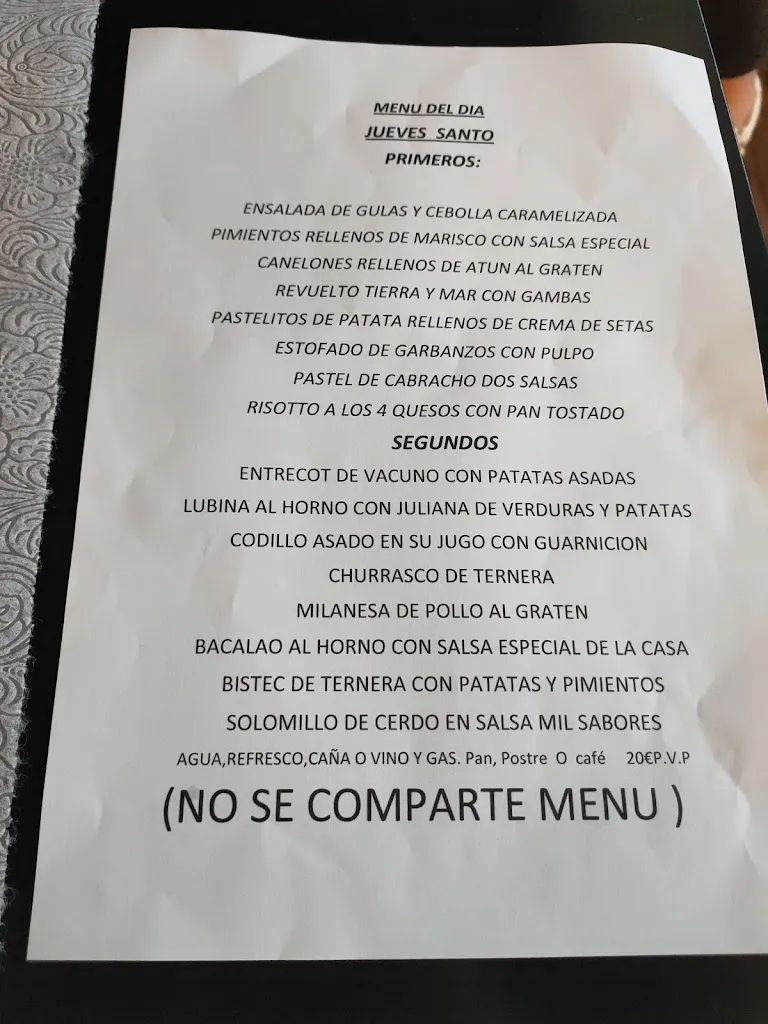 MENU DEL DIA
JUEVES SANTO
PRIMEROS:
ENSALADA DE GULAS Y CEBOLLA CARAMELIZADA
PIMIENTOS RELLENOS DE MARISCO CON SALSA ESPECIAL
CANELONES RELLENOS DE ATUN AL GRATEN
REVUELTO TIERRA Y MAR CON GAMBAS
PASTELITOS DE PATATA RELLENOS DE CREMA DE SETAS
ESTOFADO DE GARBANZOS CON PULPO
PASTEL DE CABRACHO DOS SALSAS
RISOTTO A LOS 4 QUESOS CON PAN TOSTADO
SEGUNDOS
ENTRECOT DE VACUNO CON PATATAS ASADAS
LUBINA AL HORNO CON JULIANA DE VERDURAS Y PATATAS
CODILLO ASADO EN SU JUGO CON GUARNICION
CHURRASCO DE TERNERA
MILANESA DE POLLO AL GRATEN
BACALAO AL HORNO CON SALSA ESPECIAL DE LA CASA
BISTEC DE TERNERA CON PATATAS Y PIMIENTOS
SOLOMILLO DE CERDO EN SALSA MIL SABORES
AGUA,REFRESCO,CAÑA O VINO Y GAS. Pan, Postre O café 20€P.V.P
(NO SE COMPARTE MENU )